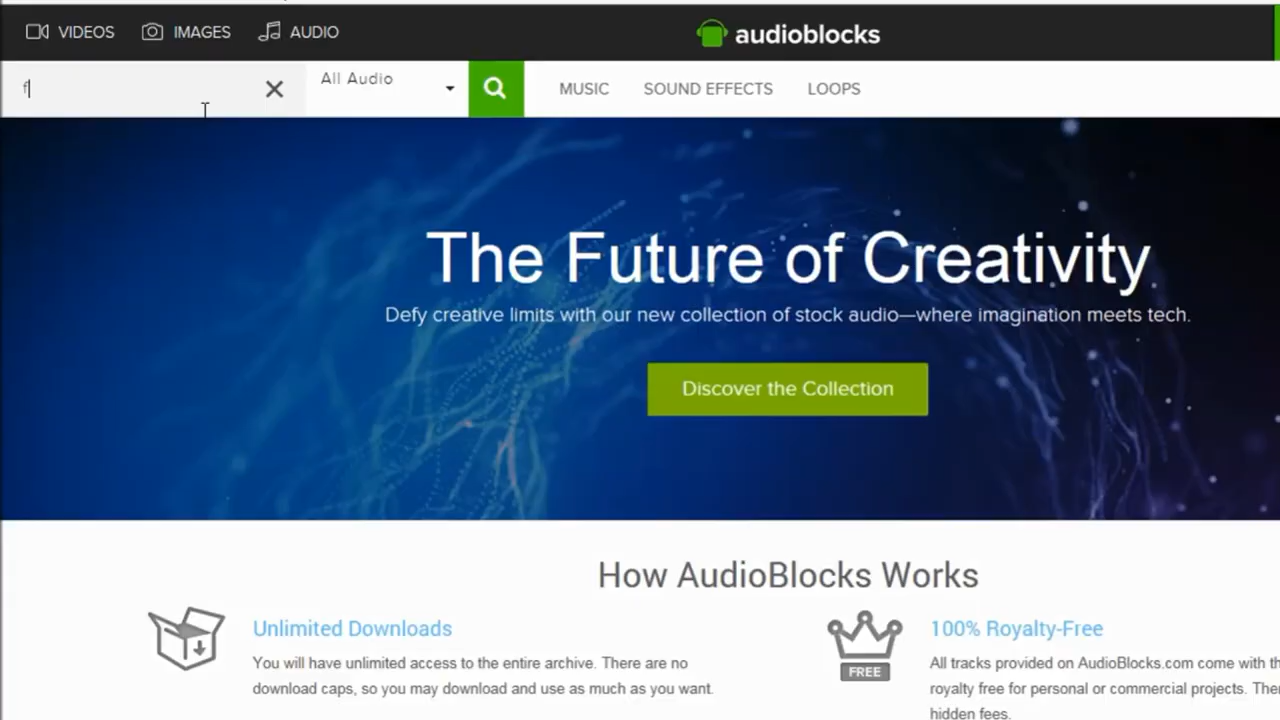 VIDEOS IMAGES AUDIO audioblocks
f All Audio MUSIC SOUND EFFECTS LOOPS
The Future of Creativity
Defy creative limits with our new collection of stock audio—where imagination meets tech.
Discover the Collection
How AudioBlocks Works
Unlimited Downloads
You will have unlimited access to the entire archive. There are no
download caps, so you may download and use as much as you want.
FREE
100% Royalty-Free
All tracks provided on AudioBlocks.com come with
royalty free for personal or commercial projects.
hidden fees.